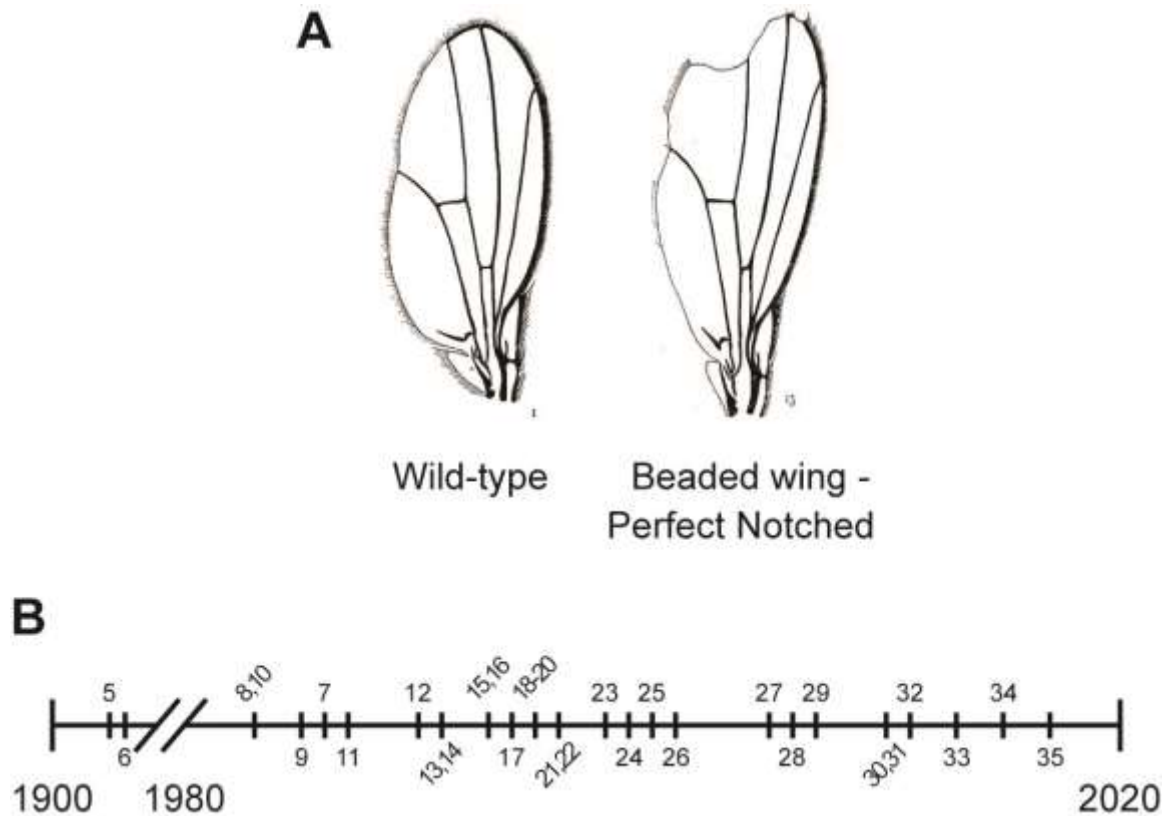 A
Wild-type
Beaded wing -
Perfect Notched
B
5 8,10 7 12 15,16 18-20 23 25 27 29 32 34
6 9 11 13,14 17 21,22 24 26 28 30,31 33 35
1900 1980 2020